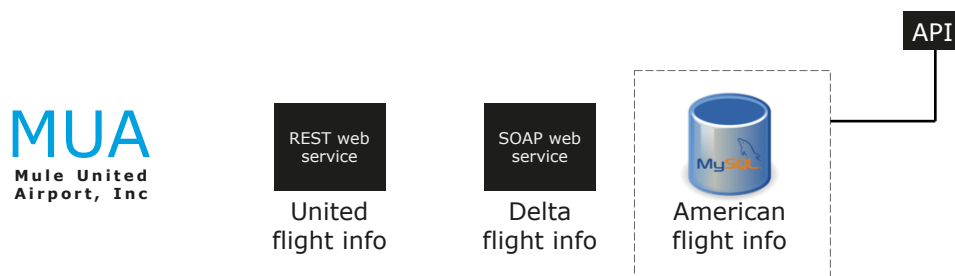 API
MUA
Mule United
Airport, Inc
REST web
service
United
flight info
SOAP web
service
Delta
flight info
MySQL
American
flight info